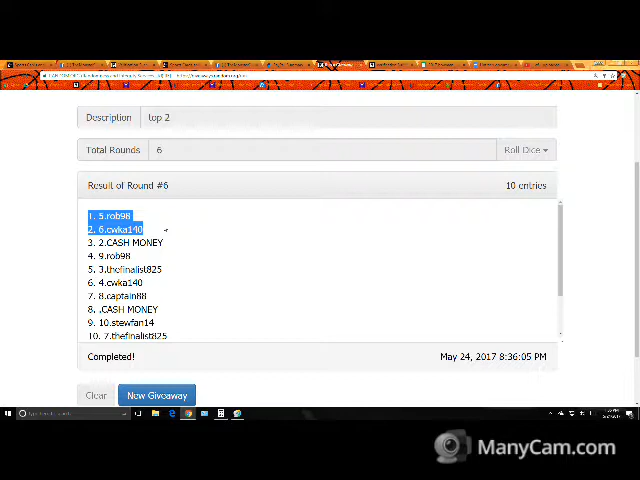 Description top 2
Total Rounds 6 Roll Dice
Result of Round #6 10 entries
1. 5.rob98
2. 6.cwka140
3. 2.CASH MONEY
4. 9.rob98
5. 3.thefinalist825
6. 4.cwka140
7. 8.captain88
8. .CASH MONEY
9. 10.stewfan14
10. 7.thefinalist825
Completed! May 24, 2017 8:36:05 PM
Clear New Giveaway
ManyCam.com